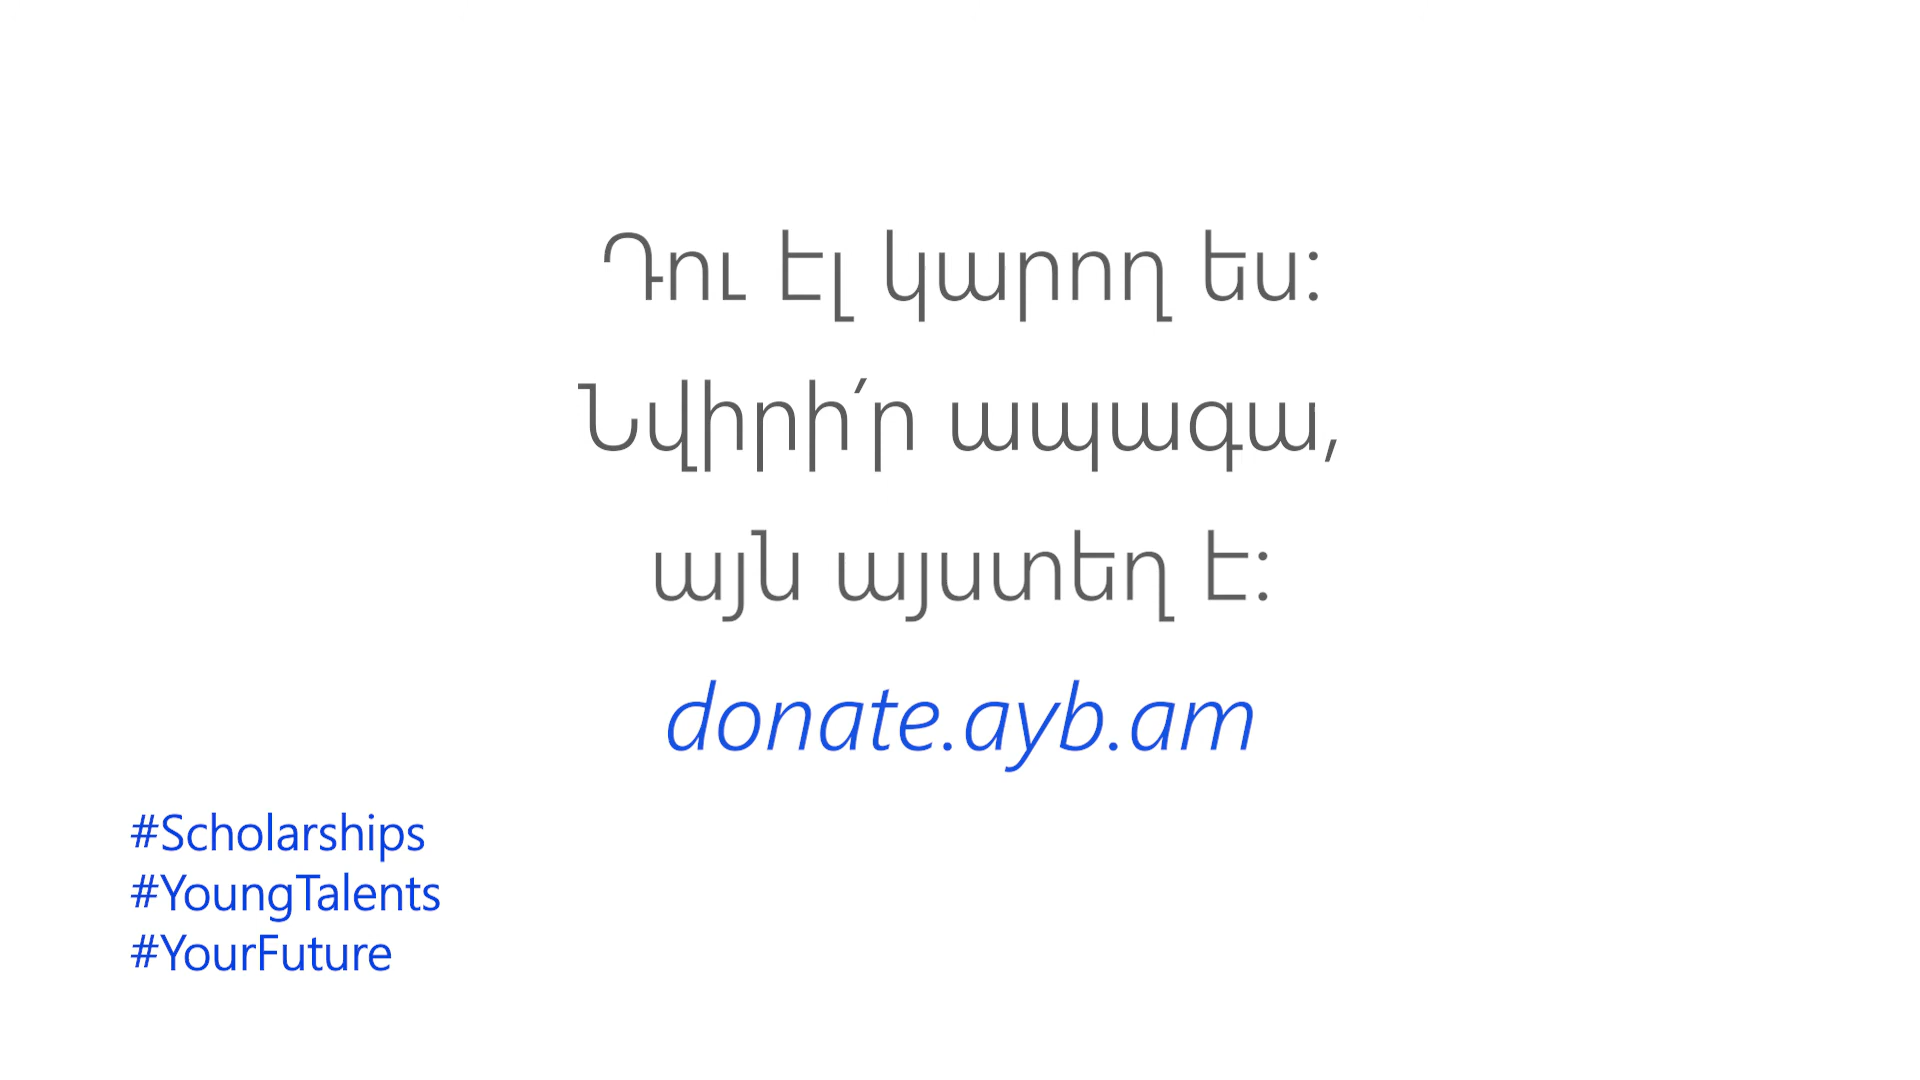 Դու էլ կարող ես:
Նվիրի՛ր ապագա,
այն այստեղ է:
donate.ayb.am
#Scholarships
#YoungTalents
#YourFuture